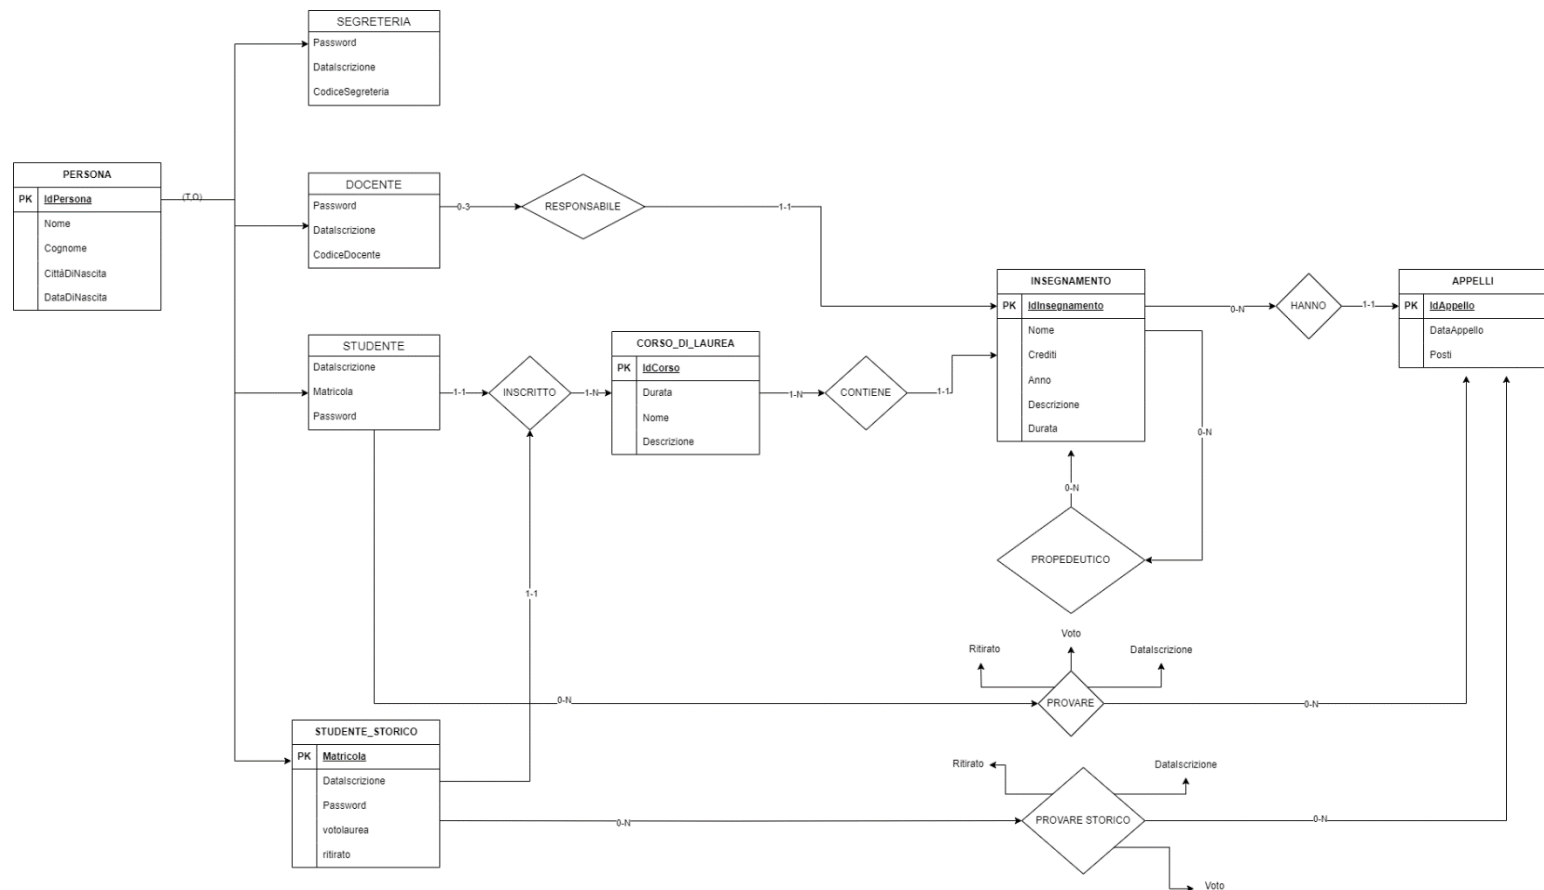 SEGRETERIA
Password
DataIscrizione
CodiceSegreteria
PERSONA
PK IdPersona
Nome
Cognome
CittàDiNascita
DataDiNascita
(T,O)
DOCENTE
Password
DataIscrizione
CodiceDocente
0-3
RESPONSABILE
1-1
STUDENTE
DataIscrizione
Matricola
Password
1-1
INSCRITTO
1-N
CORSO_DI_LAUREA
PK IdCorso
Durata
Nome
Descrizione
1-N
CONTIENE
1-1
INSEGNAMENTO
PK IdInsegnamento
Nome
Crediti
Anno
Descrizione
Durata
0-N
HANNO
1-1
APPELLI
PK IdAppello
DataAppello
Posti
0-N
0-N
PROPEDEUTICO
1-1
Ritirato
Voto
DataIscrizione
0-N
PROVARE
0-N
STUDENTE_STORICO
PK Matricola
DataIscrizione
Password
votolaurea
ritirato
Ritirato
DataIscrizione
0-N
PROVARE STORICO
0-N
Voto